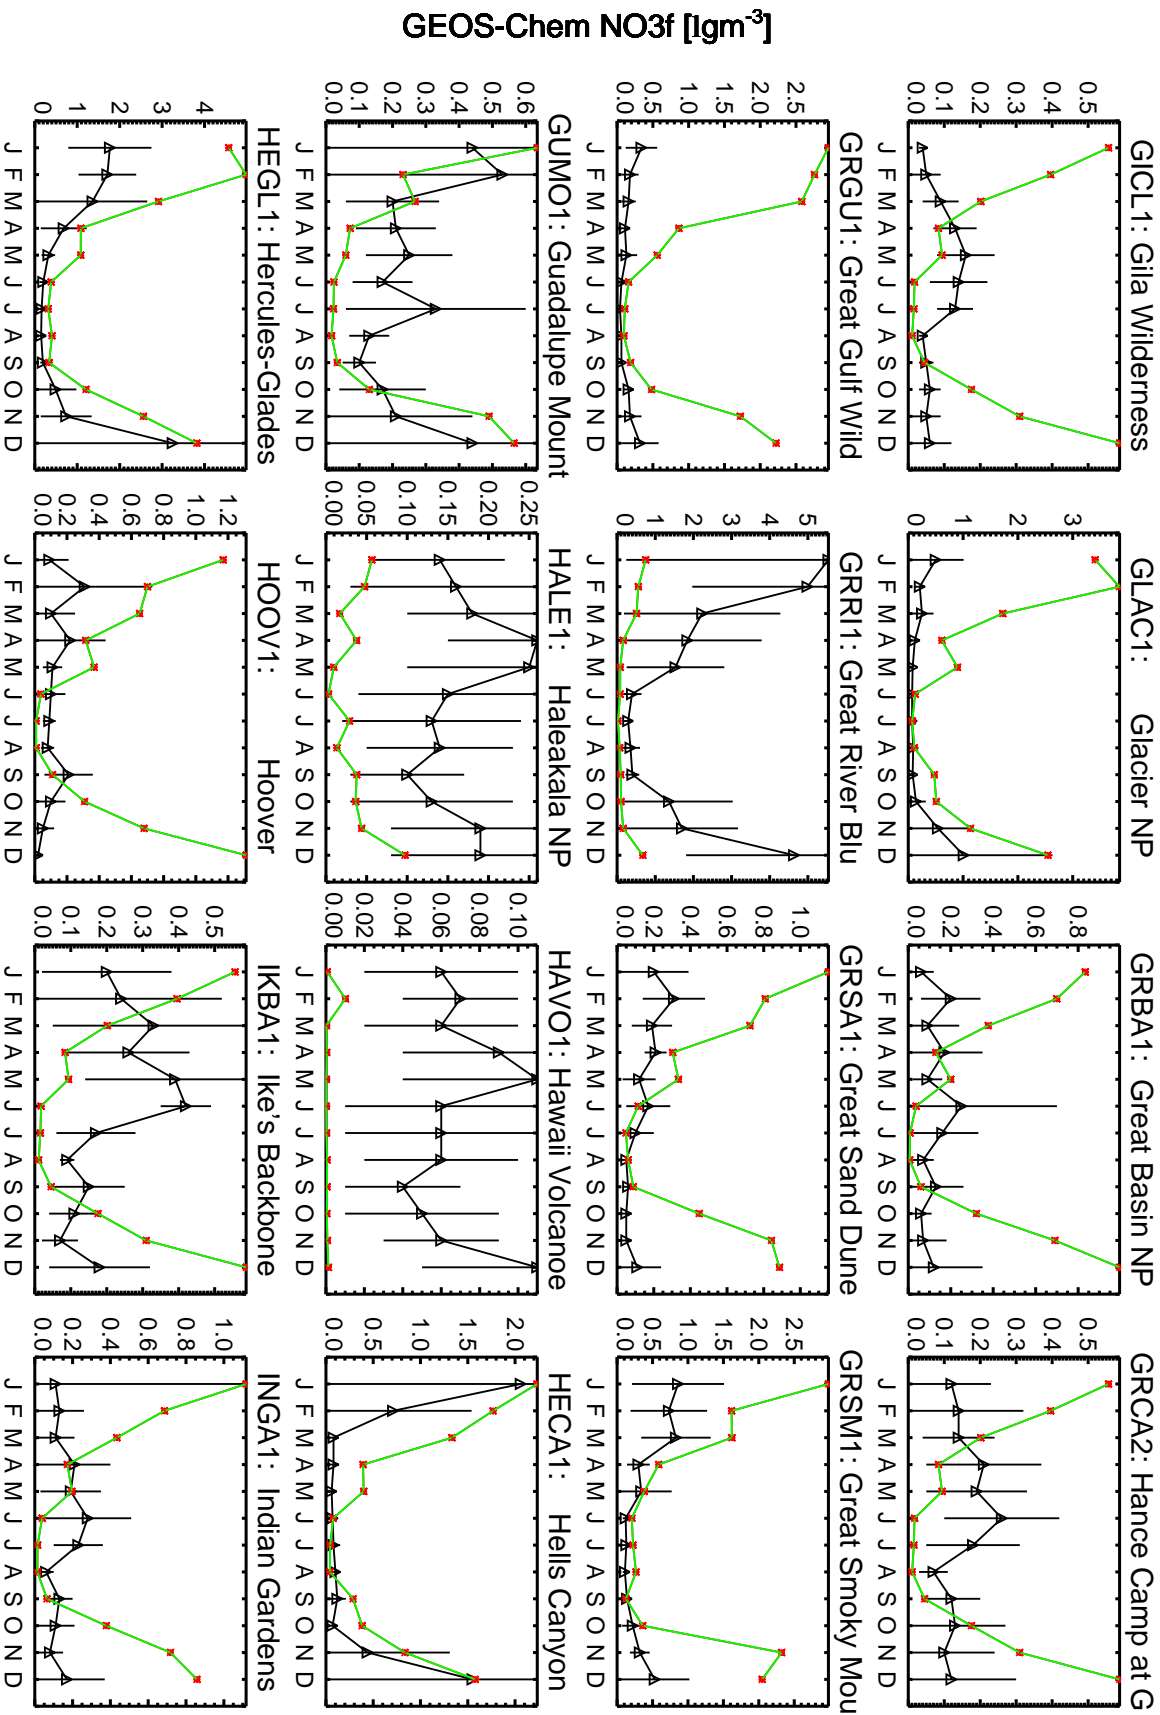 GEOS-Chem NO3f [Igm⁻³]
GICL1: Gila Wilderness
0.0 0.1 0.2 0.3 0.4 0.5
J F M A M J J A S O N D
GLAC1: Glacier NP
0 1 2 3
J F M A M J J A S O N D
GRBA1: Great Basin NP
0.0 0.2 0.4 0.6 0.8
J F M A M J J A S O N D
GRCA2: Hance Camp at G
0.0 0.1 0.2 0.3 0.4 0.5
J F M A M J J A S O N D
GRGU1: Great Gulf Wild
0.0 0.5 1.0 1.5 2.0 2.5
J F M A M J J A S O N D
GRRI1: Great River Blu
0 1 2 3 4 5
J F M A M J J A S O N D
GRSA1: Great Sand Dune
0.0 0.2 0.4 0.6 0.8 1.0
J F M A M J J A S O N D
GRSM1: Great Smoky Mou
0.0 0.5 1.0 1.5 2.0 2.5
J F M A M J J A S O N D
GUMO1: Guadalupe Mount
0.0 0.1 0.2 0.3 0.4 0.5 0.6
J F M A M J J A S O N D
HALE1: Haleakala NP
0.00 0.05 0.10 0.15 0.20 0.25
J F M A M J J A S O N D
HAVO1: Hawaii Volcanoe
0.00 0.02 0.04 0.06 0.08 0.10
J F M A M J J A S O N D
HECA1: Hells Canyon
0.0 0.5 1.0 1.5 2.0
J F M A M J J A S O N D
HEGL1: Hercules-Glades
0 1 2 3 4
J F M A M J J A S O N D
HOOV1: Hoover
0.0 0.2 0.4 0.6 0.8 1.0 1.2
J F M A M J J A S O N D
IKBA1: Ike's Backbone
0.0 0.1 0.2 0.3 0.4 0.5
J F M A M J J A S O N D
INGA1: Indian Gardens
0.0 0.2 0.4 0.6 0.8 1.0
J F M A M J J A S O N D